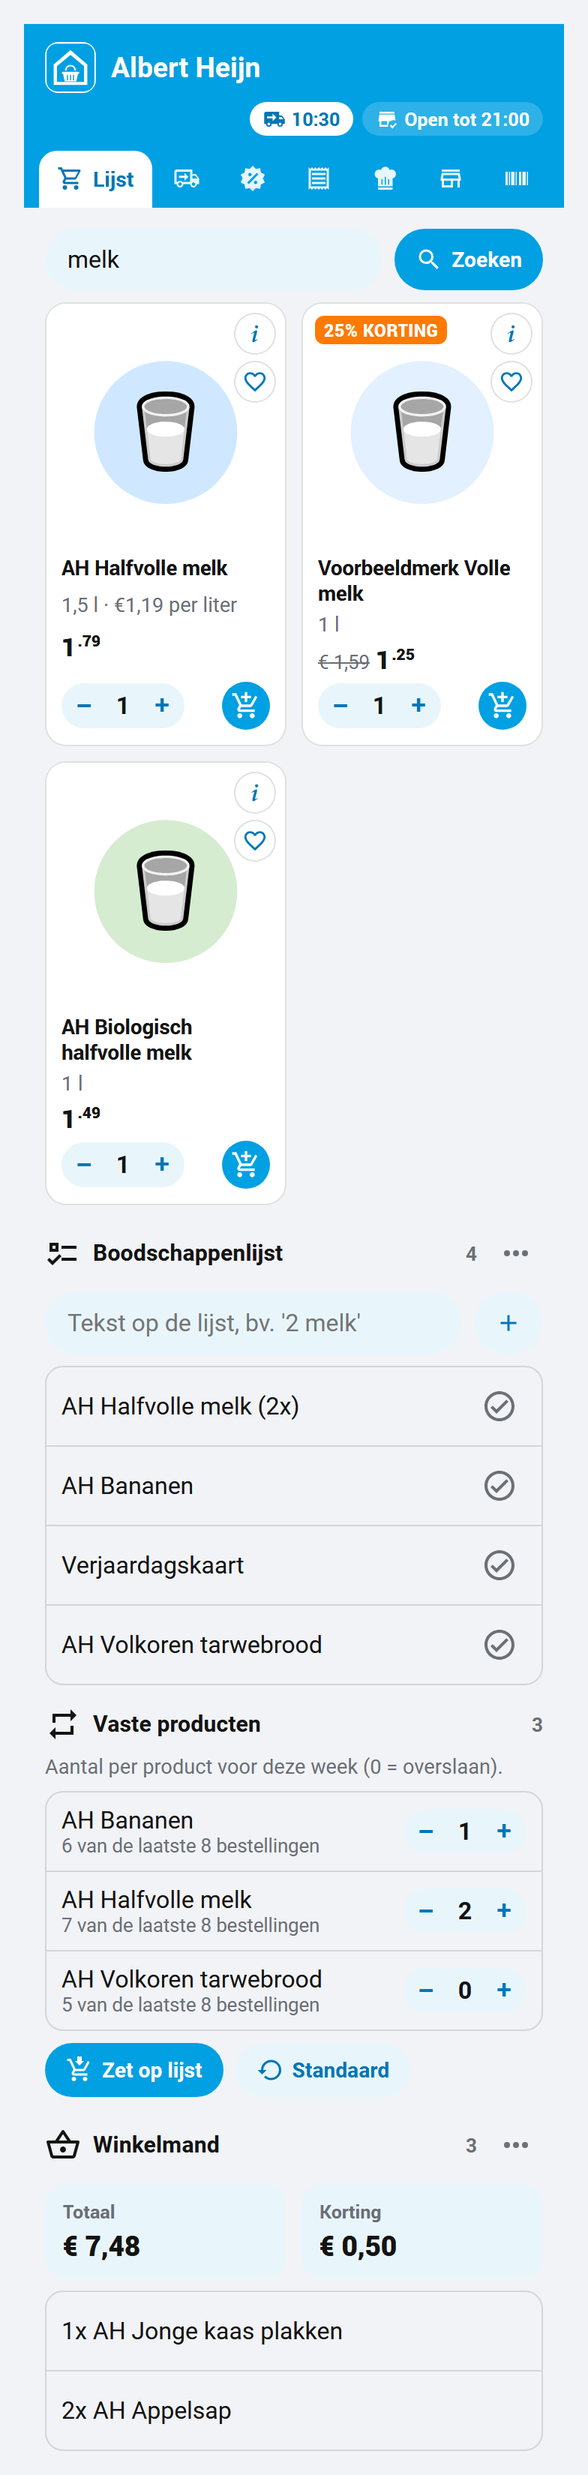 Albert Heijn
10:30
Open tot 21:00
Lijst
melk
Zoeken
i
AH Halfvolle melk
1,5 l · €1,19 per liter
1.79
− 1 +
25% KORTING
i
Voorbeeldmerk Volle
melk
1 l
€ 1,59 1.25
− 1 +
i
AH Biologisch
halfvolle melk
1 l
1.49
− 1 +
Boodschappenlijst
4
Tekst op de lijst, bv. '2 melk'
+
AH Halfvolle melk (2x)
AH Bananen
Verjaardagskaart
AH Volkoren tarwebrood
Vaste producten
3
Aantal per product voor deze week (0 = overslaan).
AH Bananen
6 van de laatste 8 bestellingen
− 1 +
AH Halfvolle melk
7 van de laatste 8 bestellingen
− 2 +
AH Volkoren tarwebrood
5 van de laatste 8 bestellingen
− 0 +
Zet op lijst
Standaard
Winkelmand
3
Totaal
€ 7,48
Korting
€ 0,50
1x AH Jonge kaas plakken
2x AH Appelsap